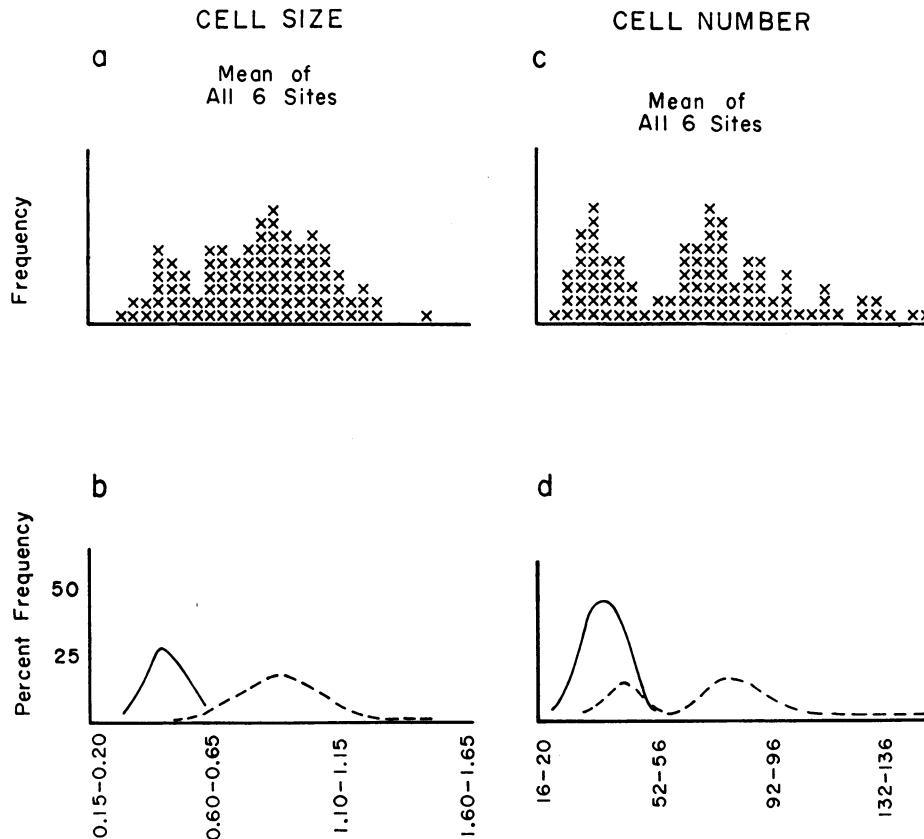 CELL SIZE
CELL NUMBER
a
Mean of
All 6 Sites
c
Mean of
All 6 Sites
Frequency
b
d
Percent Frequency
50
25
0.15-0.20
0.60-0.65
1.10-1.15
1.60-1.65
16-20
52-56
92-96
132-136